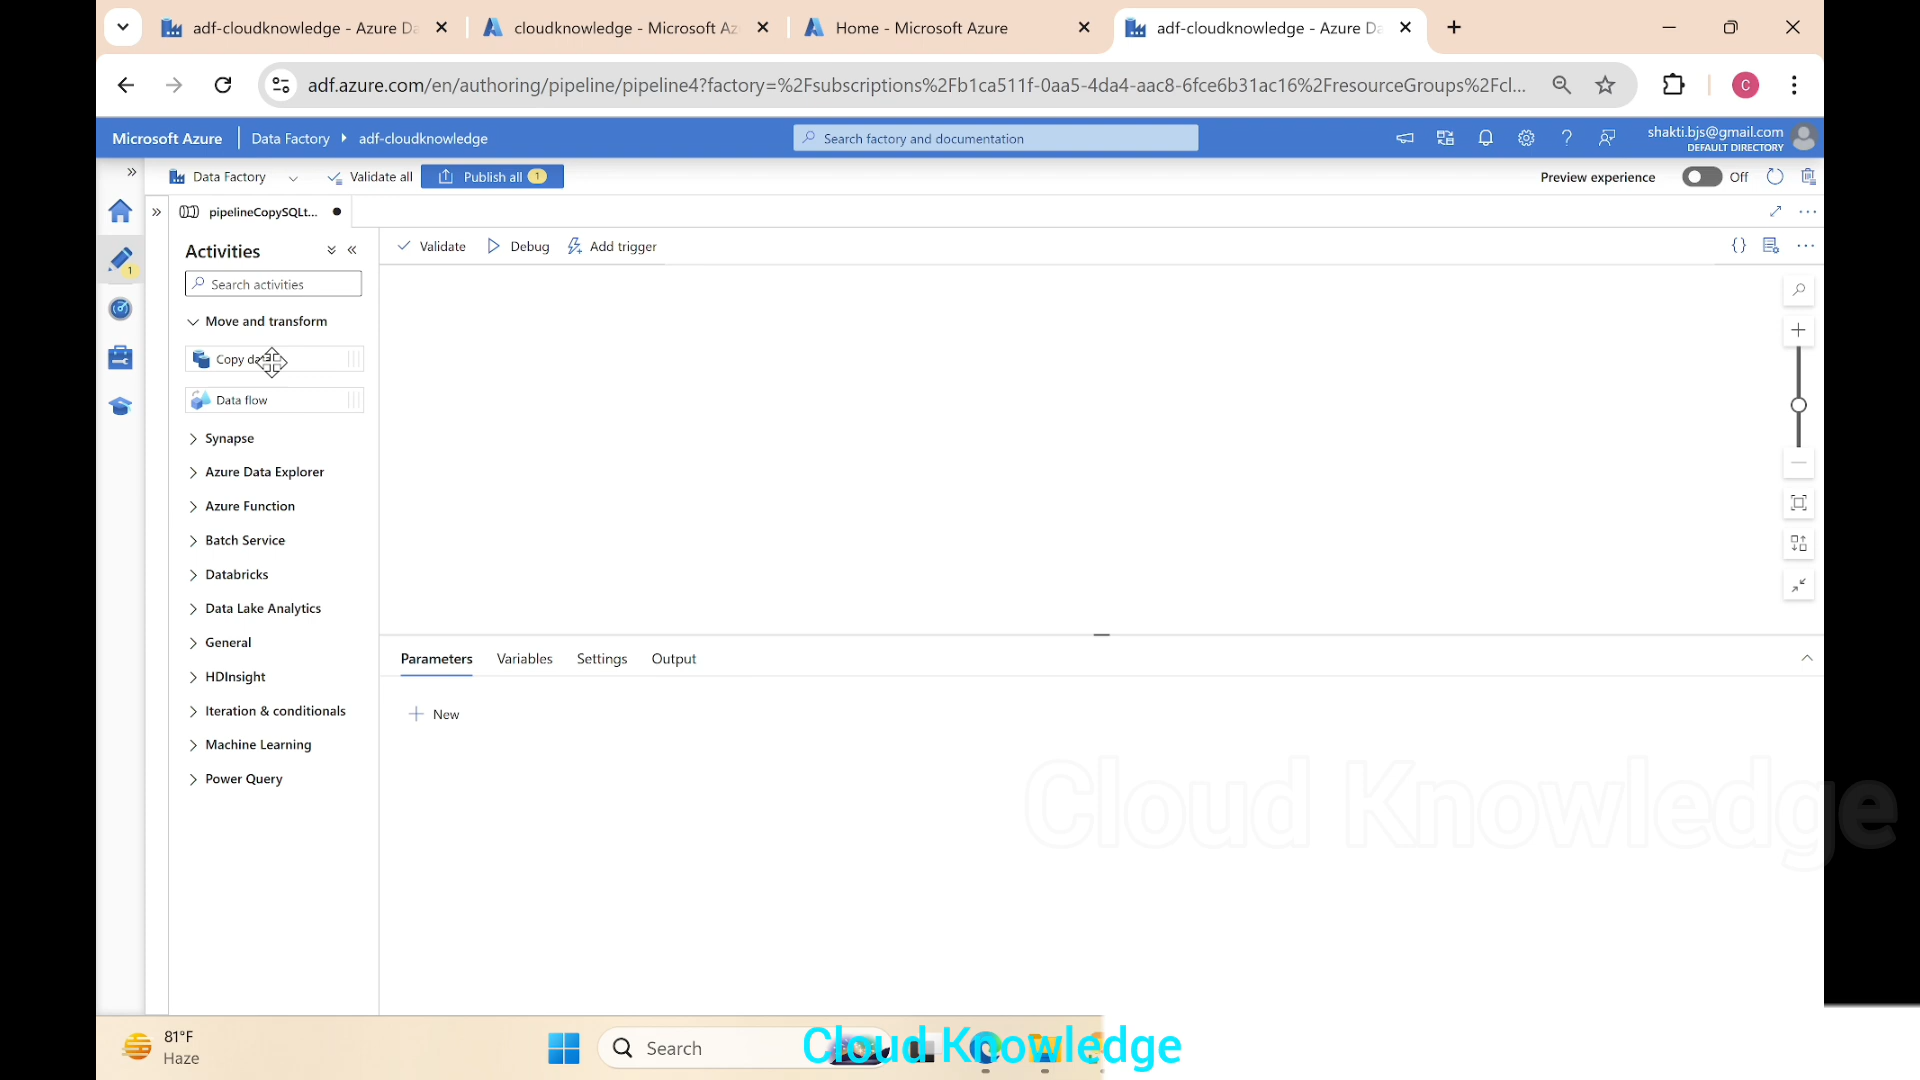 adf-cloudknowledge - Azure Da
cloudknowledge - Microsoft Az
Home - Microsoft Azure
adf-cloudknowledge - Azure Da
adf.azure.com/en/authoring/pipeline/pipeline4?factory=%2Fsubscriptions%2Fb1ca511f-0aa5-4da4-aac8-6fce6b31ac16%2FresourceGroups%2Fcl...
C
Microsoft Azure
Data Factory
adf-cloudknowledge
Search factory and documentation
shakti.bjs@gmail.com
DEFAULT DIRECTORY
Data Factory
Validate all
Publish all 1
Preview experience
Off
pipelineCopySQLt...
Activities
Validate
Debug
Add trigger
1
Search activities
Move and transform
Copy
Data flow
Synapse
Azure Data Explorer
Azure Function
Batch Service
Databricks
Data Lake Analytics
General
HDInsight
Iteration & conditionals
Machine Learning
Power Query
Parameters
Variables
Settings
Output
New
Cloud Knowledge
81°F
Haze
Search
Cloud Knowledge